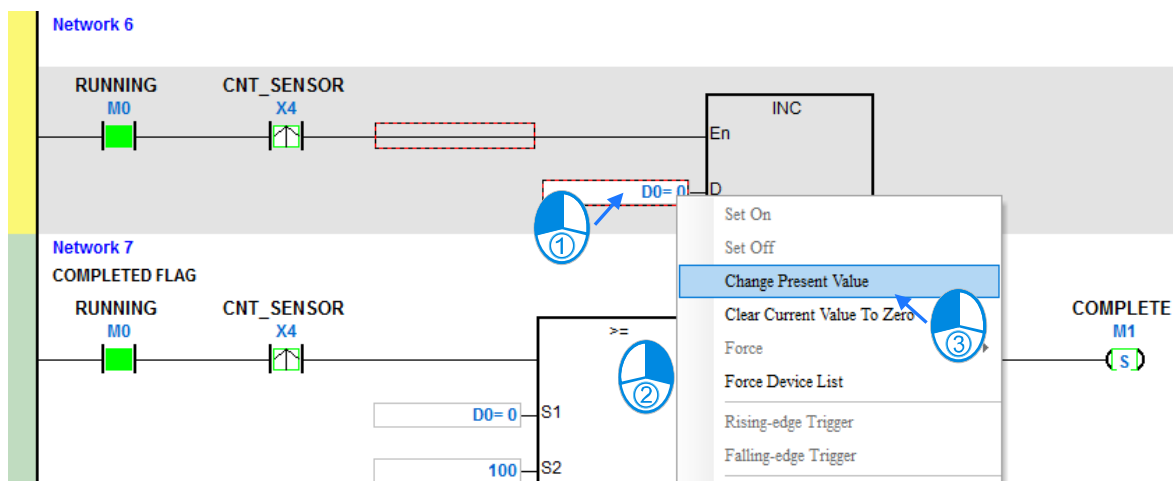 Network 6
RUNNING CNT_SENSOR
M0 X4
INC
En
D0= 0 D
①
Set On
Set Off
Change Present Value
Clear Current Value To Zero
Force
Force Device List
Rising-edge Trigger
Falling-edge Trigger
③
Network 7
COMPLETED FLAG
RUNNING CNT_SENSOR COMPLETE
M0 X4 M1
>=
S
②
D0= 0 S1
100 S2